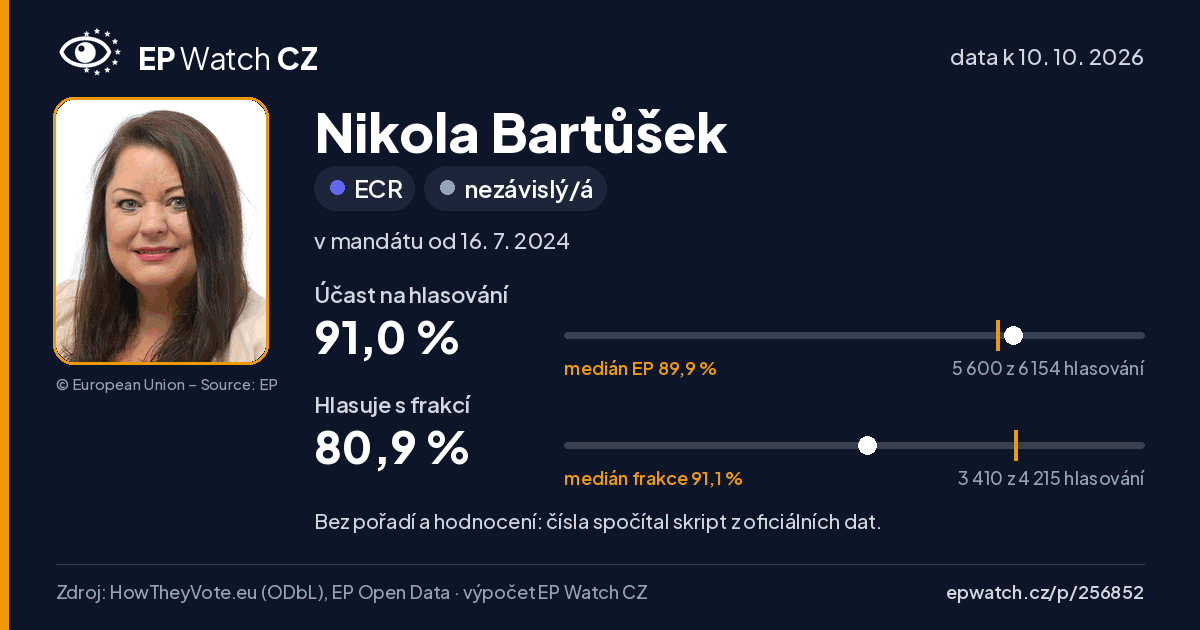 EP Watch CZ
data k 10. 10. 2026
Nikola Bartůšek
ECR
nezávislý/á
v mandátu od 16. 7. 2024
Účast na hlasování
91,0 %
medián EP 89,9 %
5 600 z 6 154 hlasování
© European Union – Source: EP
Hlasuje s frakcí
80,9 %
medián frakce 91,1 %
3 410 z 4 215 hlasování
Bez pořadí a hodnocení: čísla spočítal skript z oficiálních dat.
Zdroj: HowTheyVote.eu (ODbL), EP Open Data · výpočet EP Watch CZ
epwatch.cz/p/256852